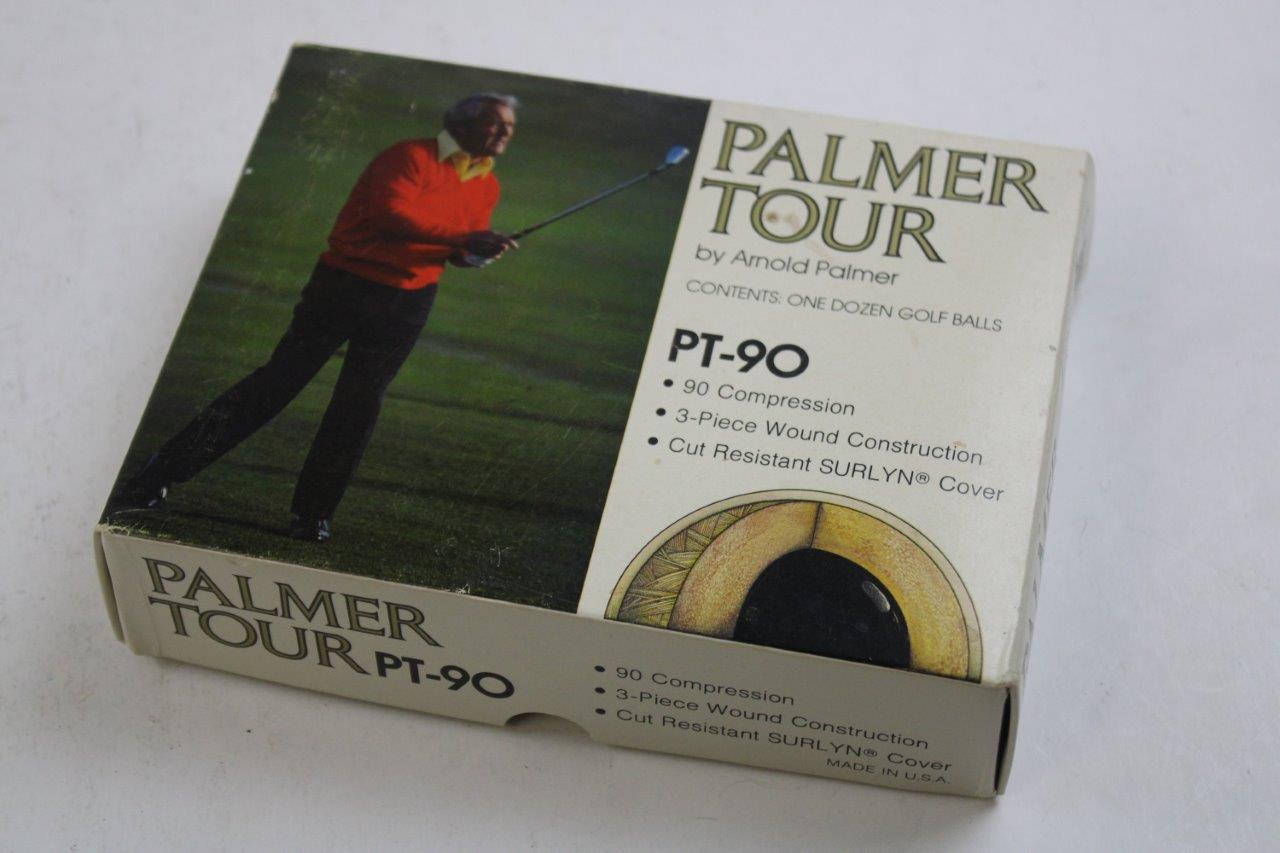 PALMER
TOUR
by Arnold Palmer
CONTENTS: ONE DOZEN GOLF BALLS
PT-90
• 90 Compression
• 3-Piece Wound Construction
• Cut Resistant SURLYN® Cover
PALMER
TOUR PT-90
• 90 Compression
• 3-Piece Wound Construction
• Cut Resistant SURLYN® Cover
MADE IN U.S.A.